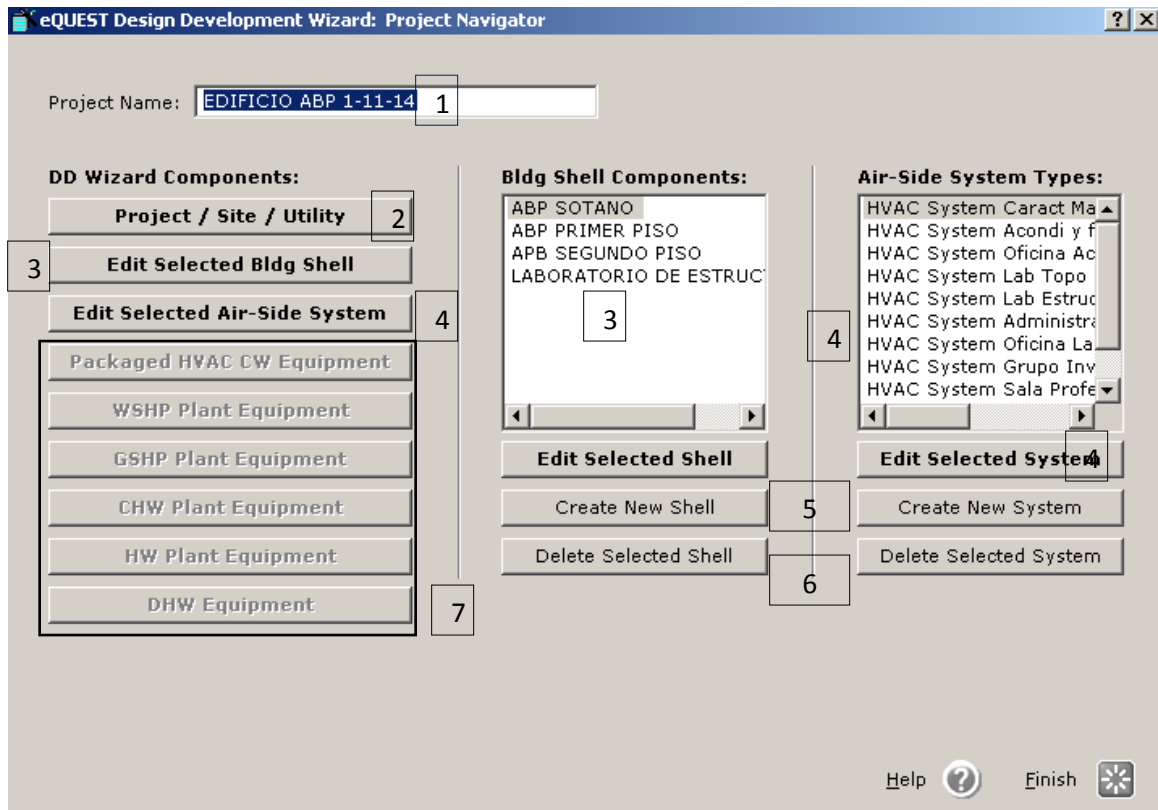 eQUEST Design Development Wizard: Project Navigator
? X
Project Name: EDIFICIO ABP 1-11-14 1
DD Wizard Components:
Project / Site / Utility 2
3 Edit Selected Bldg Shell
Edit Selected Air-Side System 4
Packaged HVAC CW Equipment
WSHP Plant Equipment
GSHP Plant Equipment
CHW Plant Equipment
HW Plant Equipment
DHW Equipment
7
Bldg Shell Components:
ABP SOTANO
ABP PRIMER PISO
APB SEGUNDO PISO
LABORATORIO DE ESTRUCT
3
Edit Selected Shell
Create New Shell 5
Delete Selected Shell
6
Air-Side System Types:
HVAC System Caract Ma
HVAC System Acondi y f
HVAC System Oficina Ac
HVAC System Lab Topo
HVAC System Lab Estruc
HVAC System Administra
4
HVAC System Oficina La
HVAC System Grupo Inv
HVAC System Sala Profe
Edit Selected System 4
Create New System
Delete Selected System
Help ? Finish